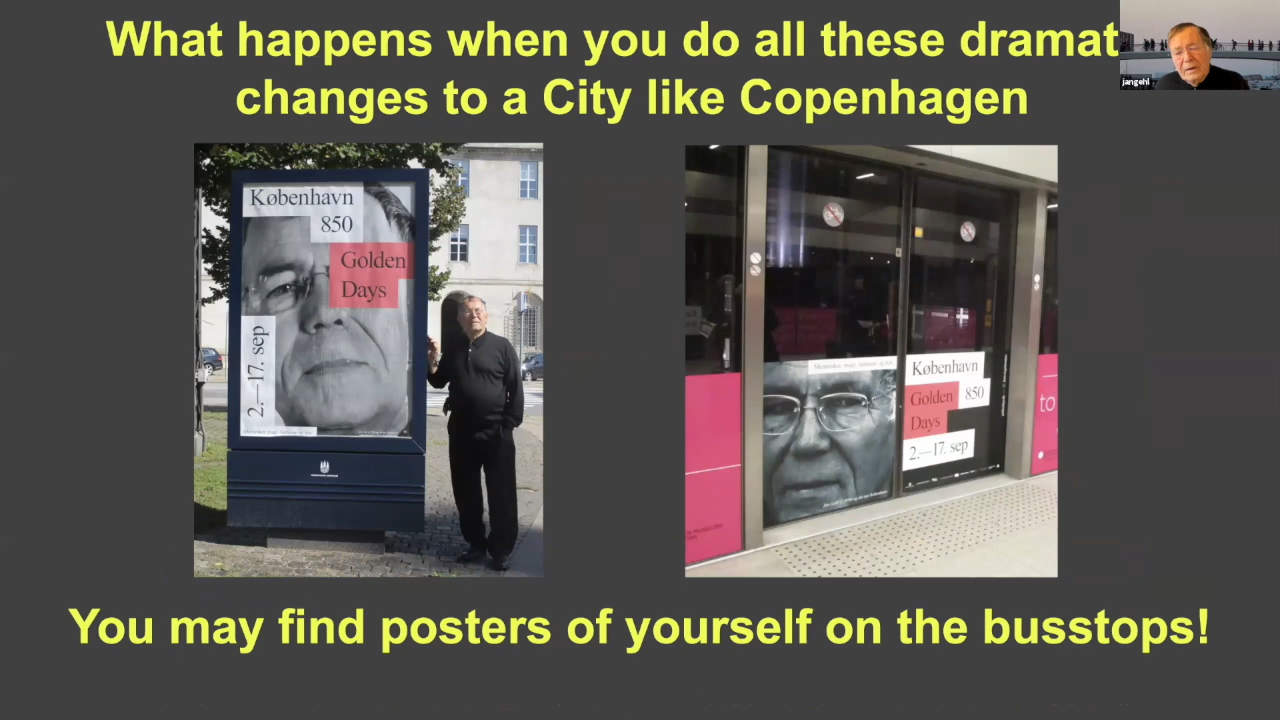 What happens when you do all these dramat
changes to a City like Copenhagen
jangehl
København
850
Golden
Days
2.—17. sep
København
Golden
850
Days
2.—17. sep
to
You may find posters of yourself on the busstops!